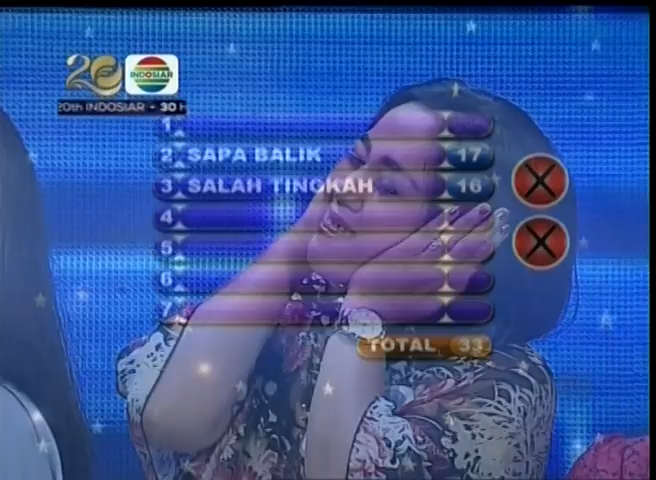 20
INDOSIAR
20th INDOSIAR - 30 H
1
2 SAPA BALIK 17
3 SALAH TINGKAH 16
4
5
6
7
TOTAL 33